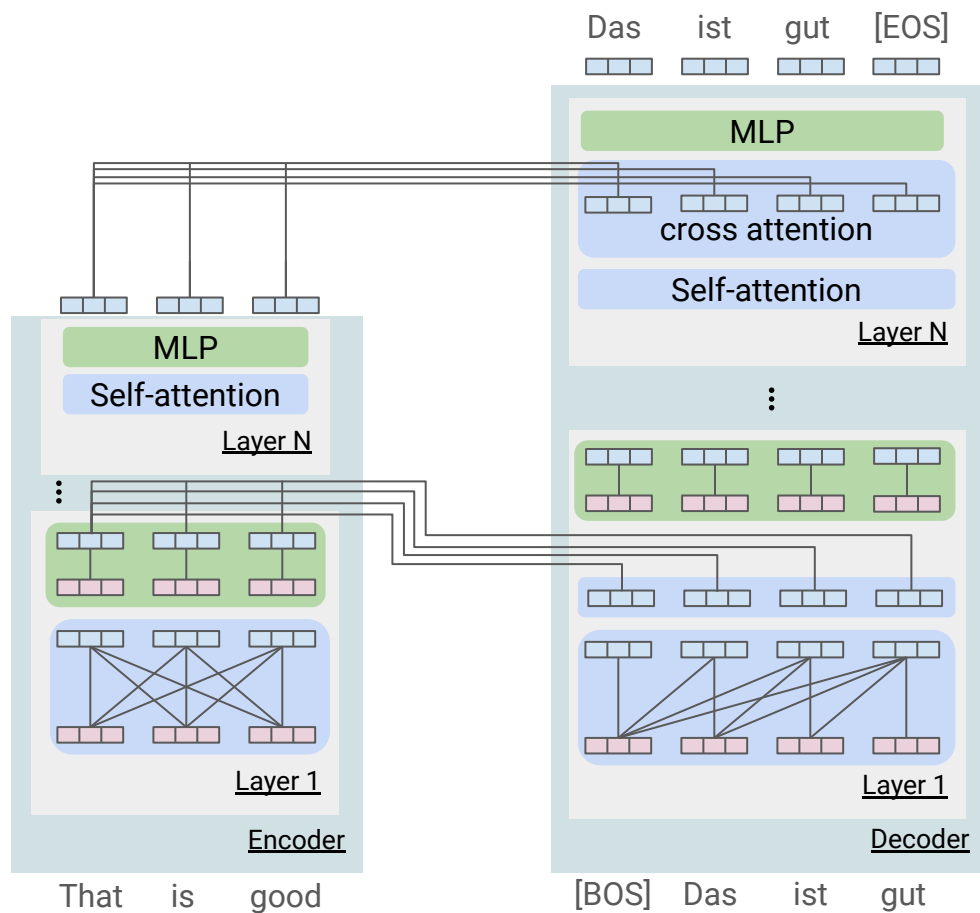 Das ist gut [EOS]
MLP
cross attention
Self-attention
Layer N
MLP
Self-attention
Layer N
Layer 1
Encoder
Layer 1
Decoder
That is good
[BOS] Das ist gut